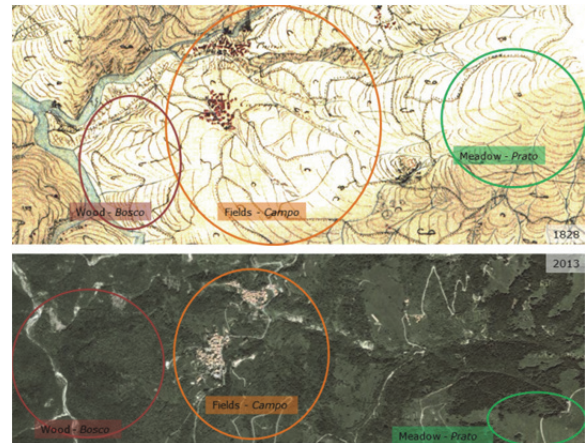 Meadow - Prato
Wood - Bosco
Fields - Campo
1828
2013
Wood - Bosco
Fields - Campo
Meadow - Prato